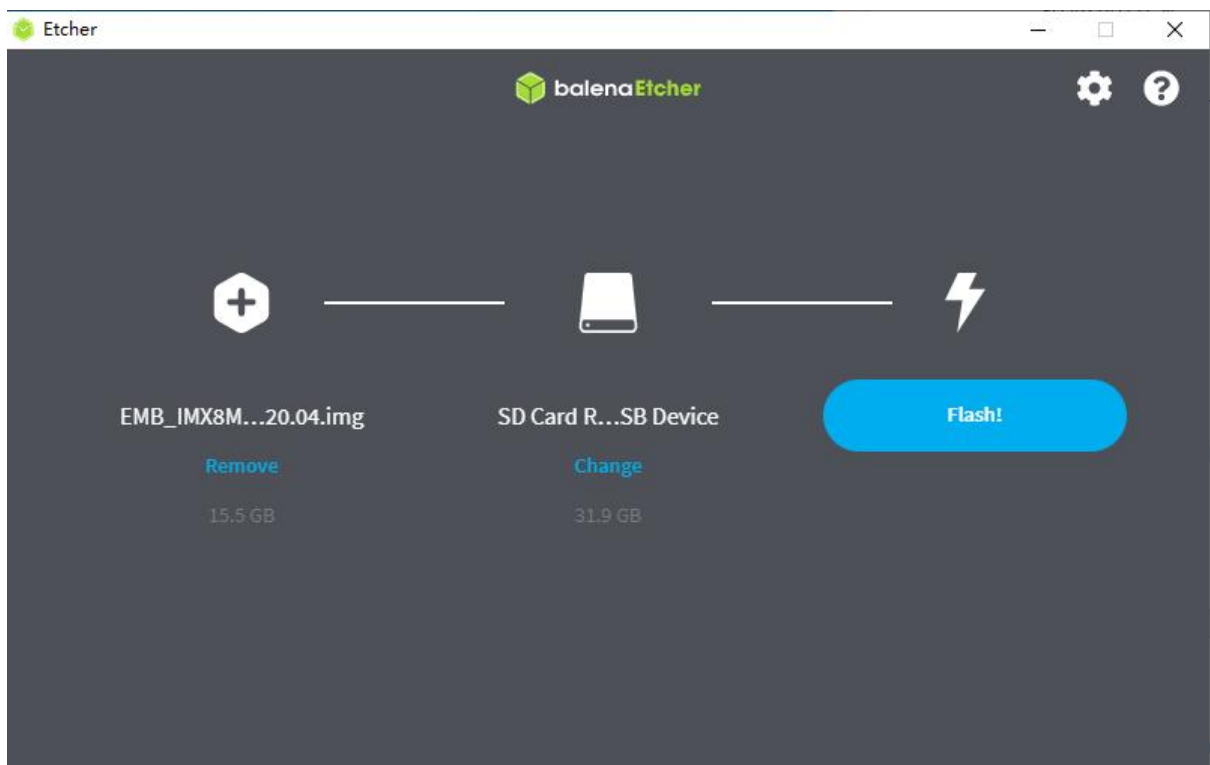 Etcher
balenaEtcher
EMB_IMX8M...20.04.img
SD Card R...SB Device
Flash!
Remove
Change
15.5 GB
31.9 GB